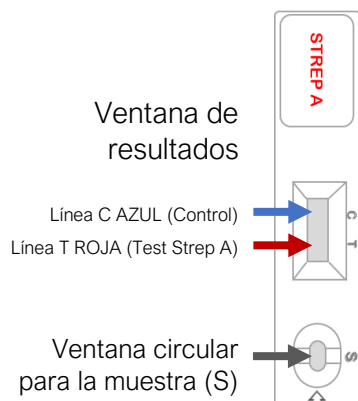 STREP A
Ventana de
resultados
Línea C AZUL (Control)
C
Línea T ROJA (Test Strep A)
T
Ventana circular
para la muestra (S)
S